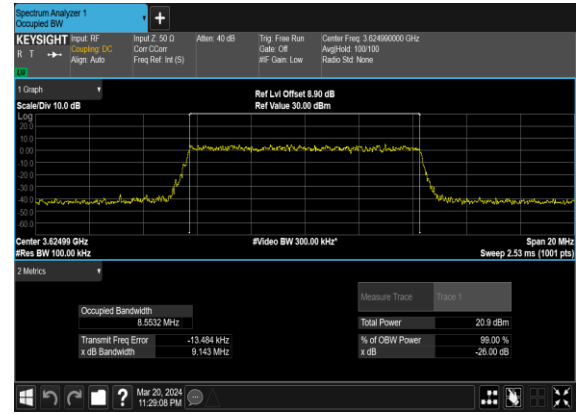 Spectrum Analyzer 1
Occupied BW
KEYSIGHT Input: RF Input Z: 50 Ω Atten: 40 dB Trig: Free Run Center Freq: 3.624990000 GHz
R T Coupling: DC Corr CCorr Gate: Off Avg|Hold: 100/100
Align: Auto Freq Ref: Int (S) #IF Gain: Low Radio Std: None
1 Graph
Ref Lvl Offset 8.90 dB
Scale/Div 10.0 dB Ref Value 30.00 dBm
Log
20.0
10.0
0.00
-10.0
-20.0
-30.0
-40.0
-50.0
-60.0
Center 3.62499 GHz #Video BW 300.00 kHz* Span 20 MHz
#Res BW 100.00 kHz Sweep 2.53 ms (1001 pts)
2 Metrics
Measure Trace Trace 1
Occupied Bandwidth
8.5532 MHz Total Power 20.9 dBm
Transmit Freq Error -13.484 kHz % of OBW Power 99.00 %
x dB Bandwidth 9.143 MHz x dB -26.00 dB
? Mar 20, 2024
11:29:08 PM